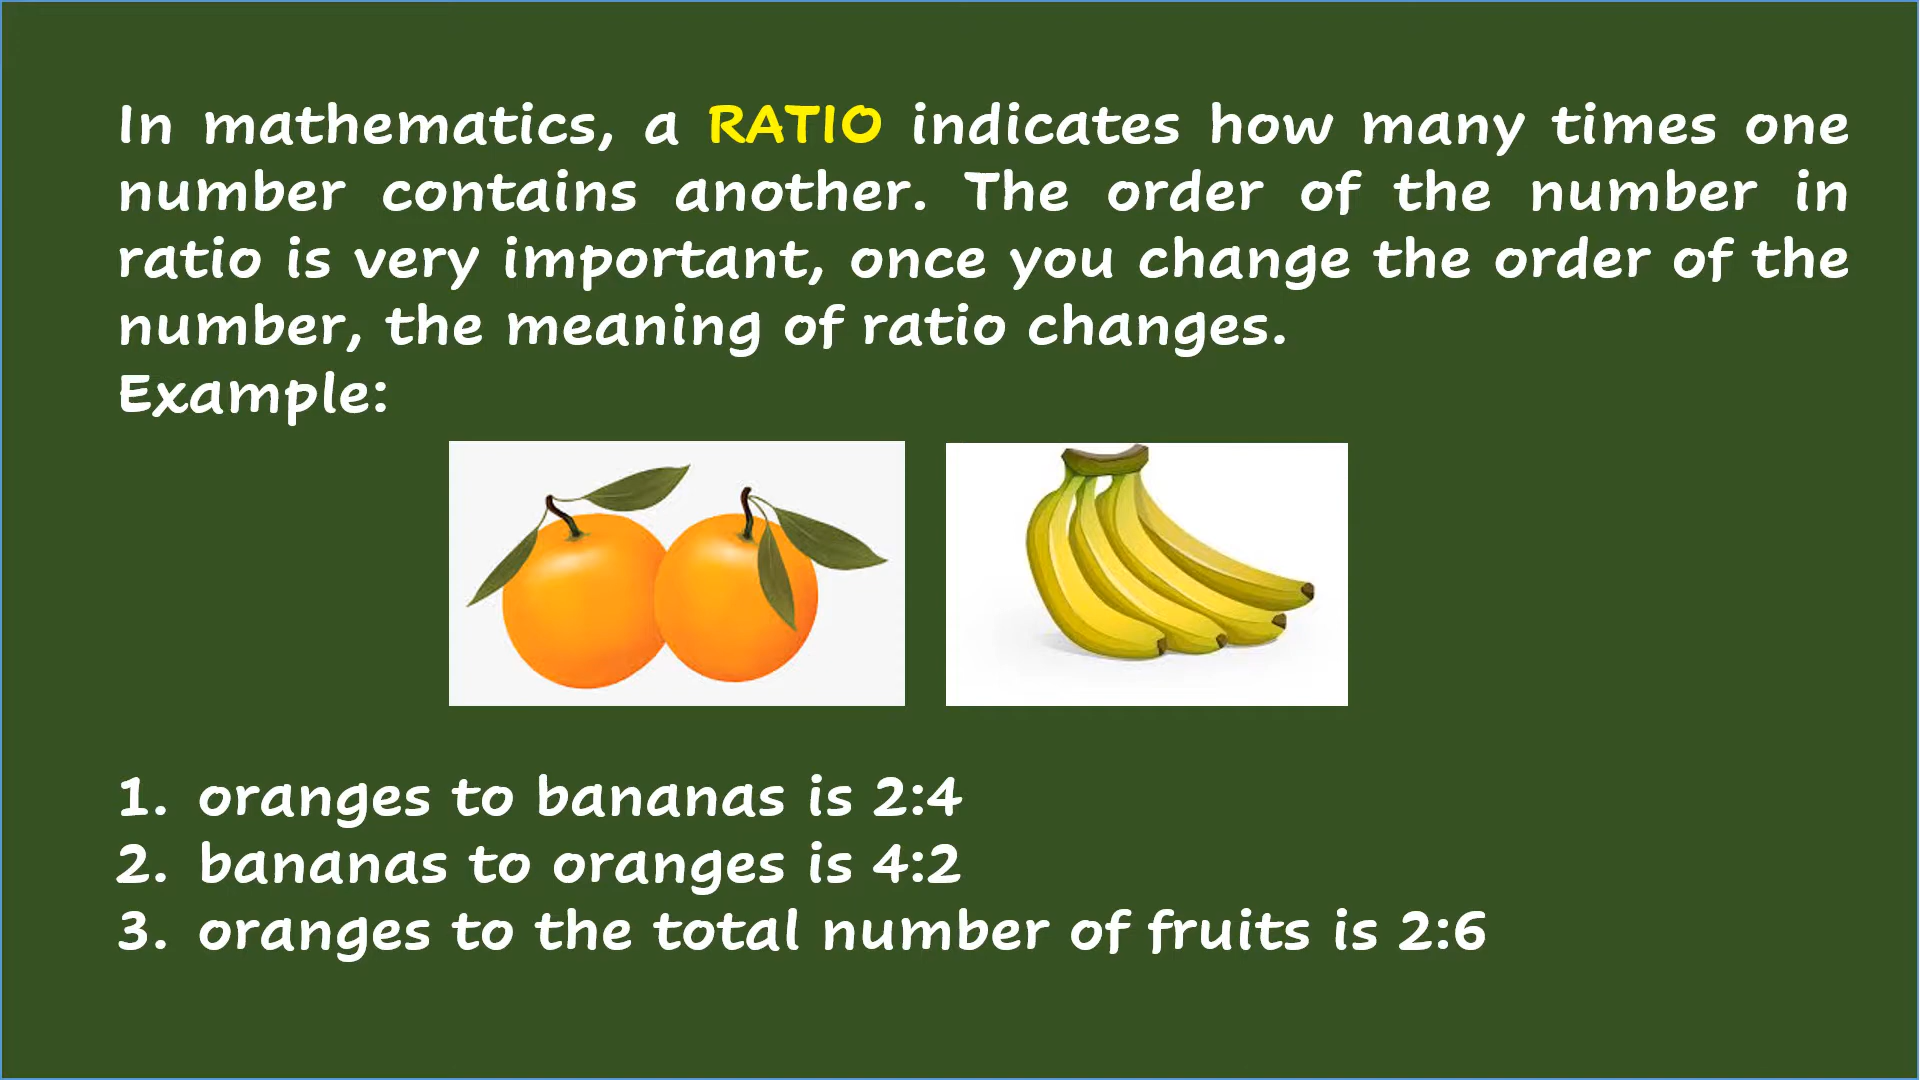 In mathematics, a RATIO indicates how many times one
number contains another. The order of the number in
ratio is very important, once you change the order of the
number, the meaning of ratio changes.
Example:
1. oranges to bananas is 2:4
2. bananas to oranges is 4:2
3. oranges to the total number of fruits is 2:6